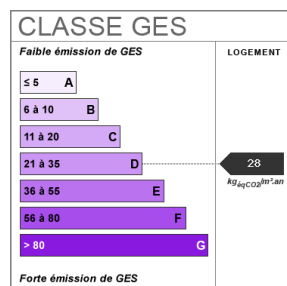 CLASSE GES
Faible émission de GES
LOGEMENT
≤ 5 A
6 à 10 B
11 à 20 C
21 à 35 D
28
kgéqCO2/m².an
36 à 55 E
56 à 80 F
> 80 G
Forte émission de GES